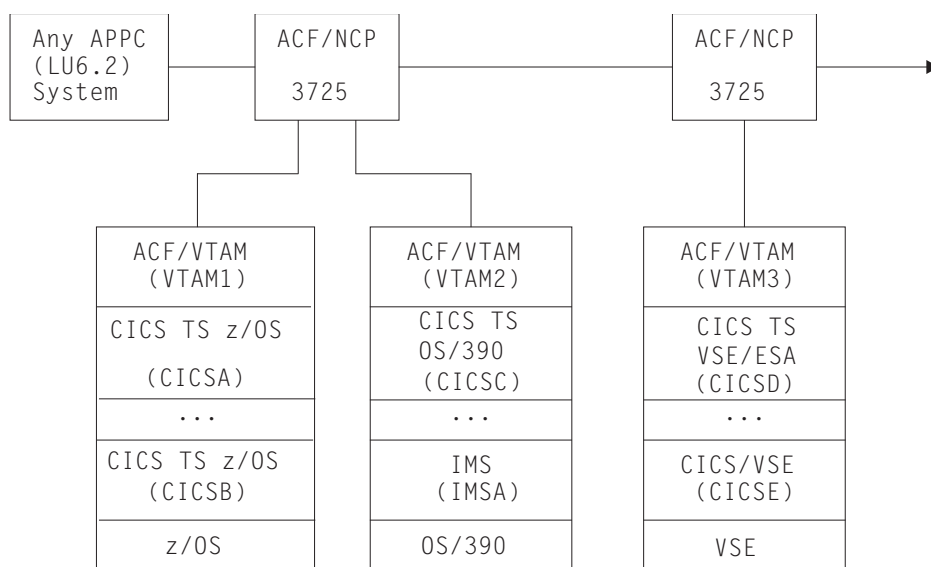 Any APPC
(LU6.2)
System
ACF/NCP
3725
ACF/NCP
3725
ACF/VTAM
(VTAM1)
CICS TS z/OS
(CICSA)
...
CICS TS z/OS
(CICSB)
z/OS
ACF/VTAM
(VTAM2)
CICS TS
OS/390
(CICSC)
...
IMS
(IMSA)
OS/390
ACF/VTAM
(VTAM3)
CICS TS
VSE/ESA
(CICSD)
...
CICS/VSE
(CICSE)
VSE